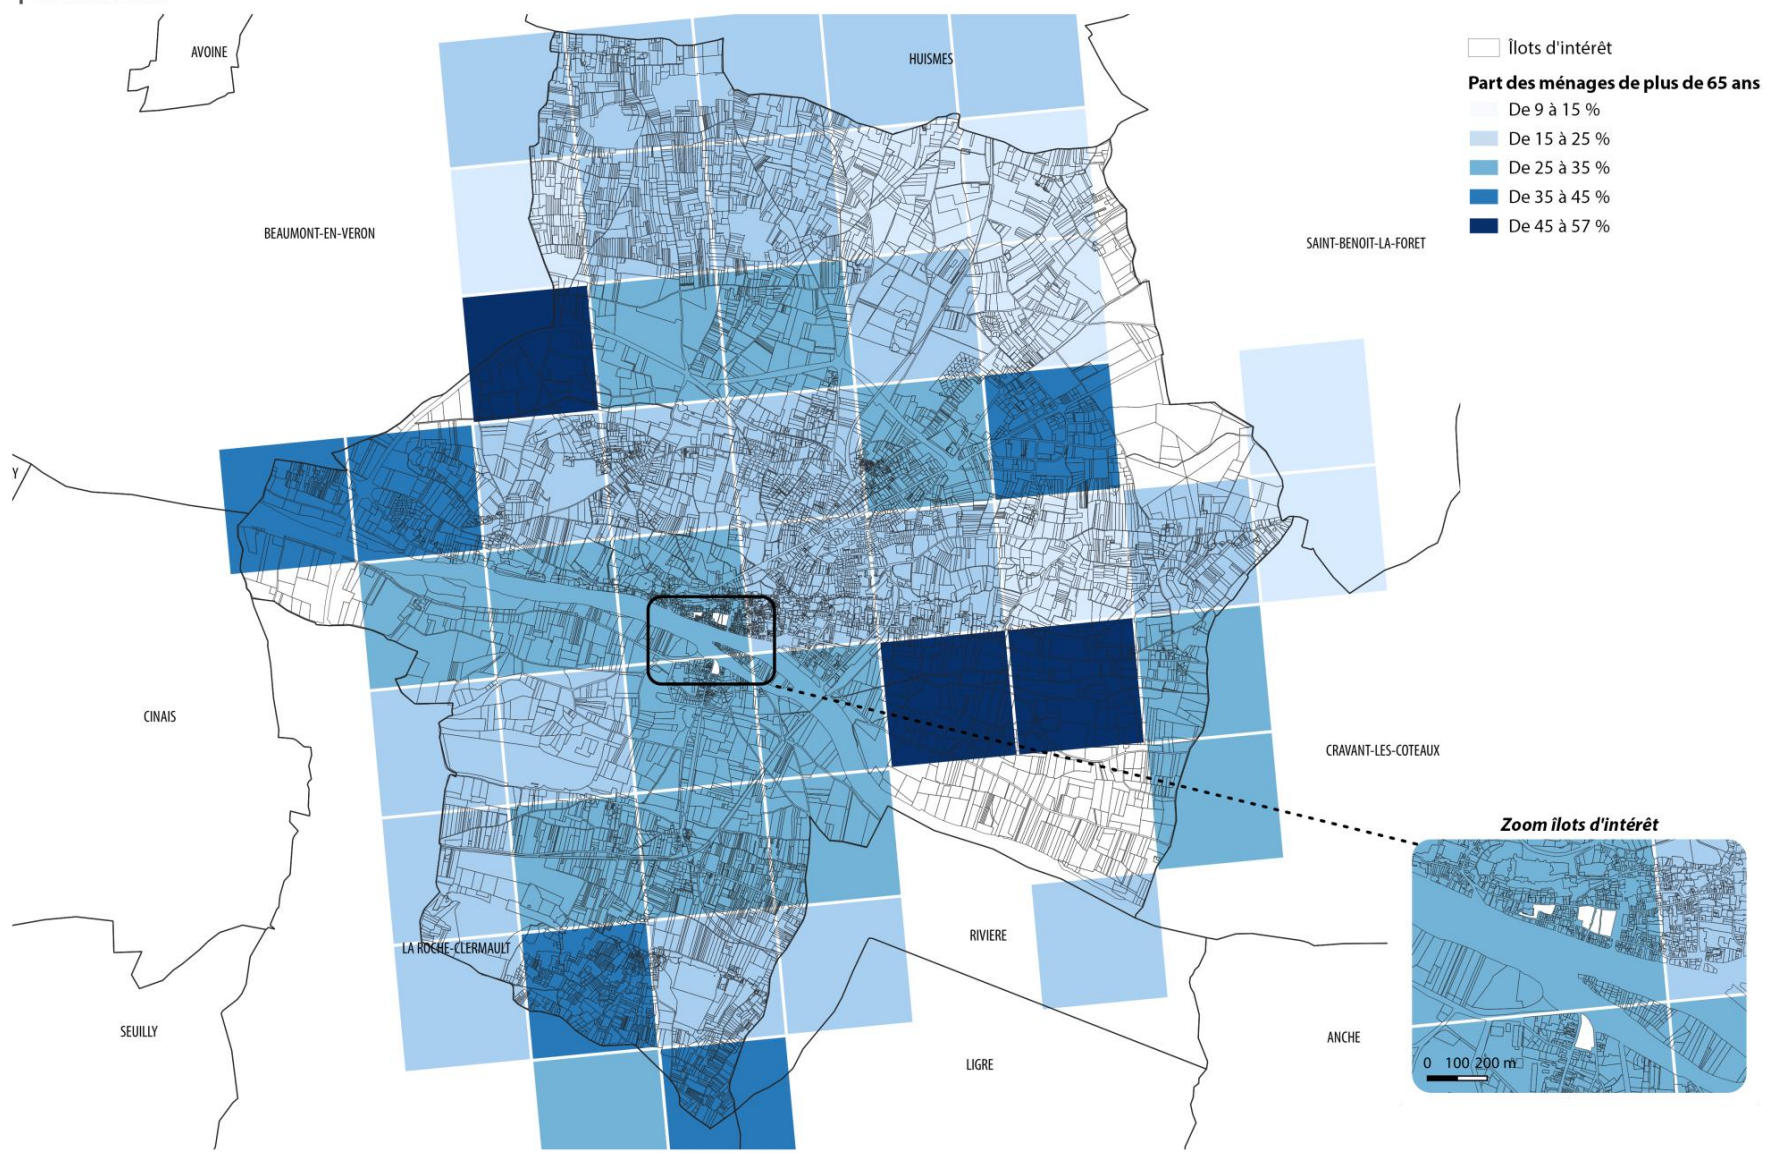 AVOINE
HUISMES
BEAUMONT-EN-VERON
SAINT-BENOIT-LA-FORET
Y
CINAIS
CRAVANT-LES-COTEAUX
LA ROCHE-CLERMAULT
RIVIERE
SEUILLY
LIGRE
ANCHE
Îlots d'intérêt
Part des ménages de plus de 65 ans
De 9 à 15 %
De 15 à 25 %
De 25 à 35 %
De 35 à 45 %
De 45 à 57 %
Zoom îlots d'intérêt
0 100 200 m